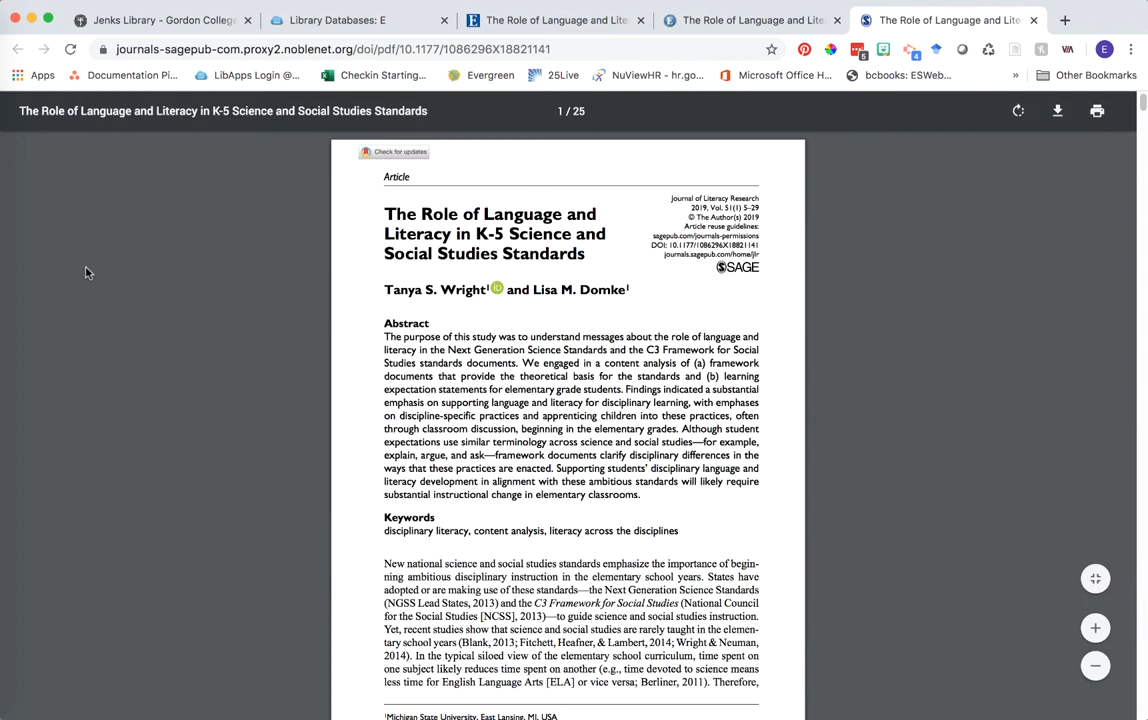 Jenks Library - Gordon College
Library Databases: E
The Role of Language and Lite
The Role of Language and Lite
The Role of Language and Lite
journals-sagepub-com.proxy2.noblenet.org/doi/pdf/10.1177/1086296X18821141
5
4
VIA
E
Apps
Documentation Pi...
LibApps Login @...
Checkin Starting...
Evergreen
25Live
NuViewHR - hr.go...
Microsoft Office H...
bcbooks: ESWeb...
»
Other Bookmarks
The Role of Language and Literacy in K-5 Science and Social Studies Standards
1 / 25
Check for updates
Article
Journal of Literacy Research
2019, Vol. 51(1) 5–29
© The Author(s) 2019
Article reuse guidelines:
sagepub.com/journals-permissions
DOI: 10.1177/1086296X18821141
journals.sagepub.com/home/jlr
SAGE
The Role of Language and
Literacy in K-5 Science and
Social Studies Standards
Tanya S. Wright1 iD and Lisa M. Domke1
Abstract
The purpose of this study was to understand messages about the role of language and
literacy in the Next Generation Science Standards and the C3 Framework for Social
Studies standards documents. We engaged in a content analysis of (a) framework
documents that provide the theoretical basis for the standards and (b) learning
expectation statements for elementary grade students. Findings indicated a substantial
emphasis on supporting language and literacy for disciplinary learning, with emphases
on discipline-specific practices and apprenticing children into these practices, often
through classroom discussion, beginning in the elementary grades. Although student
expectations use similar terminology across science and social studies—for example,
explain, argue, and ask—framework documents clarify disciplinary differences in the
ways that these practices are enacted. Supporting students' disciplinary language and
literacy development in alignment with these ambitious standards will likely require
substantial instructional change in elementary classrooms.
Keywords
disciplinary literacy, content analysis, literacy across the disciplines
New national science and social studies standards emphasize the importance of begin-
ning ambitious disciplinary instruction in the elementary school years. States have
adopted or are making use of these standards—the Next Generation Science Standards
(NGSS Lead States, 2013) and the C3 Framework for Social Studies (National Council
for the Social Studies [NCSS], 2013)—to guide science and social studies instruction.
Yet, recent studies show that science and social studies are rarely taught in the elemen-
tary school years (Blank, 2013; Fitchett, Heafner, & Lambert, 2014; Wright & Neuman,
2014). In the typical siloed view of the elementary school curriculum, time spent on
one subject likely reduces time spent on another (e.g., time devoted to science means
less time for English Language Arts [ELA] or vice versa; Berliner, 2011). Therefore,
1Michigan State University, East Lansing, MI, USA